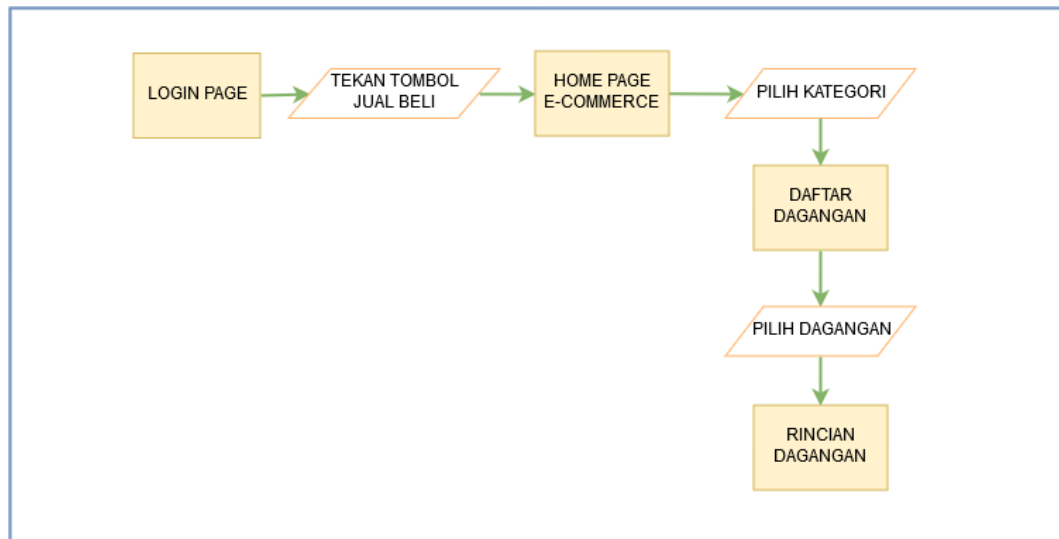 LOGIN PAGE
TEKAN TOMBOL
JUAL BELI
HOME PAGE
E-COMMERCE
PILIH KATEGORI
DAFTAR
DAGANGAN
PILIH DAGANGAN
RINCIAN
DAGANGAN